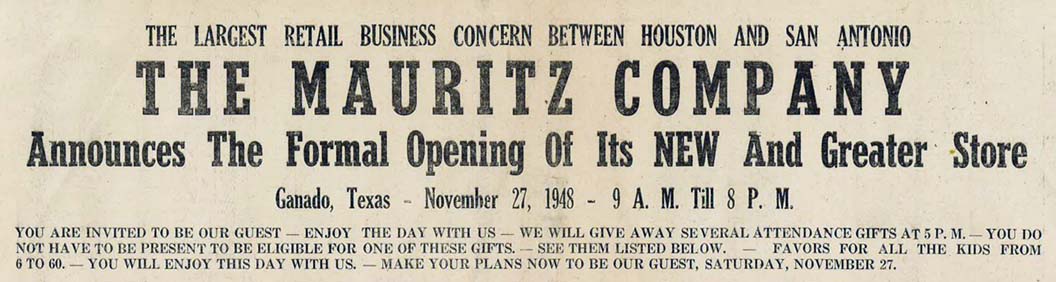 THE LARGEST RETAIL BUSINESS CONCERN BETWEEN HOUSTON AND SAN ANTONIO
THE MAURITZ COMPANY
Announces The Formal Opening Of Its NEW And Greater Store
Ganado, Texas - November 27, 1948 - 9 A. M. Till 8 P. M.
YOU ARE INVITED TO BE OUR GUEST — ENJOY THE DAY WITH US — WE WILL GIVE AWAY SEVERAL ATTENDANCE GIFTS AT 5 P. M. — YOU DO
NOT HAVE TO BE PRESENT TO BE ELIGIBLE FOR ONE OF THESE GIFTS. — SEE THEM LISTED BELOW. — FAVORS FOR ALL THE KIDS FROM
6 TO 60. — YOU WILL ENJOY THIS DAY WITH US. — MAKE YOUR PLANS NOW TO BE OUR GUEST, SATURDAY, NOVEMBER 27.